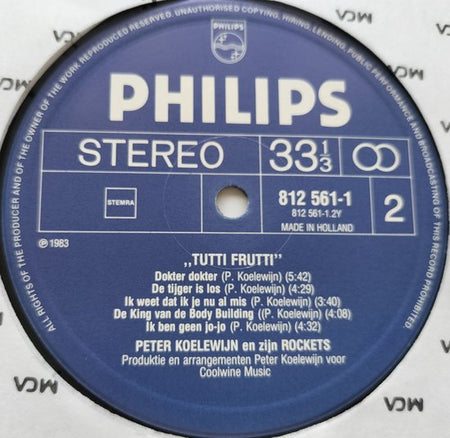 ALL RIGHTS OF THE PRODUCER AND OF THE OWNER OF THE WORK REPRODUCED RESERVED. UNAUTHORISED COPYING, HIRING, LENDING, PUBLIC PERFORMANCE AND BROADCASTING OF THIS RECORD PROHIBITED.
PHILIPS
PHILIPS
STEREO 33 1/3
STEMRA
812 561-1
812 561-1.2Y
MADE IN HOLLAND
2
℗ 1983
„TUTTI FRUTTI"
Dokter dokter (P. Koelewijn) (5:42)
De tijger is los (P. Koelewijn) (4:29)
Ik weet dat ik je nu al mis (P. Koelewijn) (3:40)
De King van de Body Building ((P. Koelewijn) (4:08)
Ik ben geen jo-jo (P. Koelewijn) (4:32)
PETER KOELEWIJN en zijn ROCKETS
Produktie en arrangementen Peter Koelewijn voor
Coolwine Music
MCA
MCA
MCA
MCA
MCA
MCA